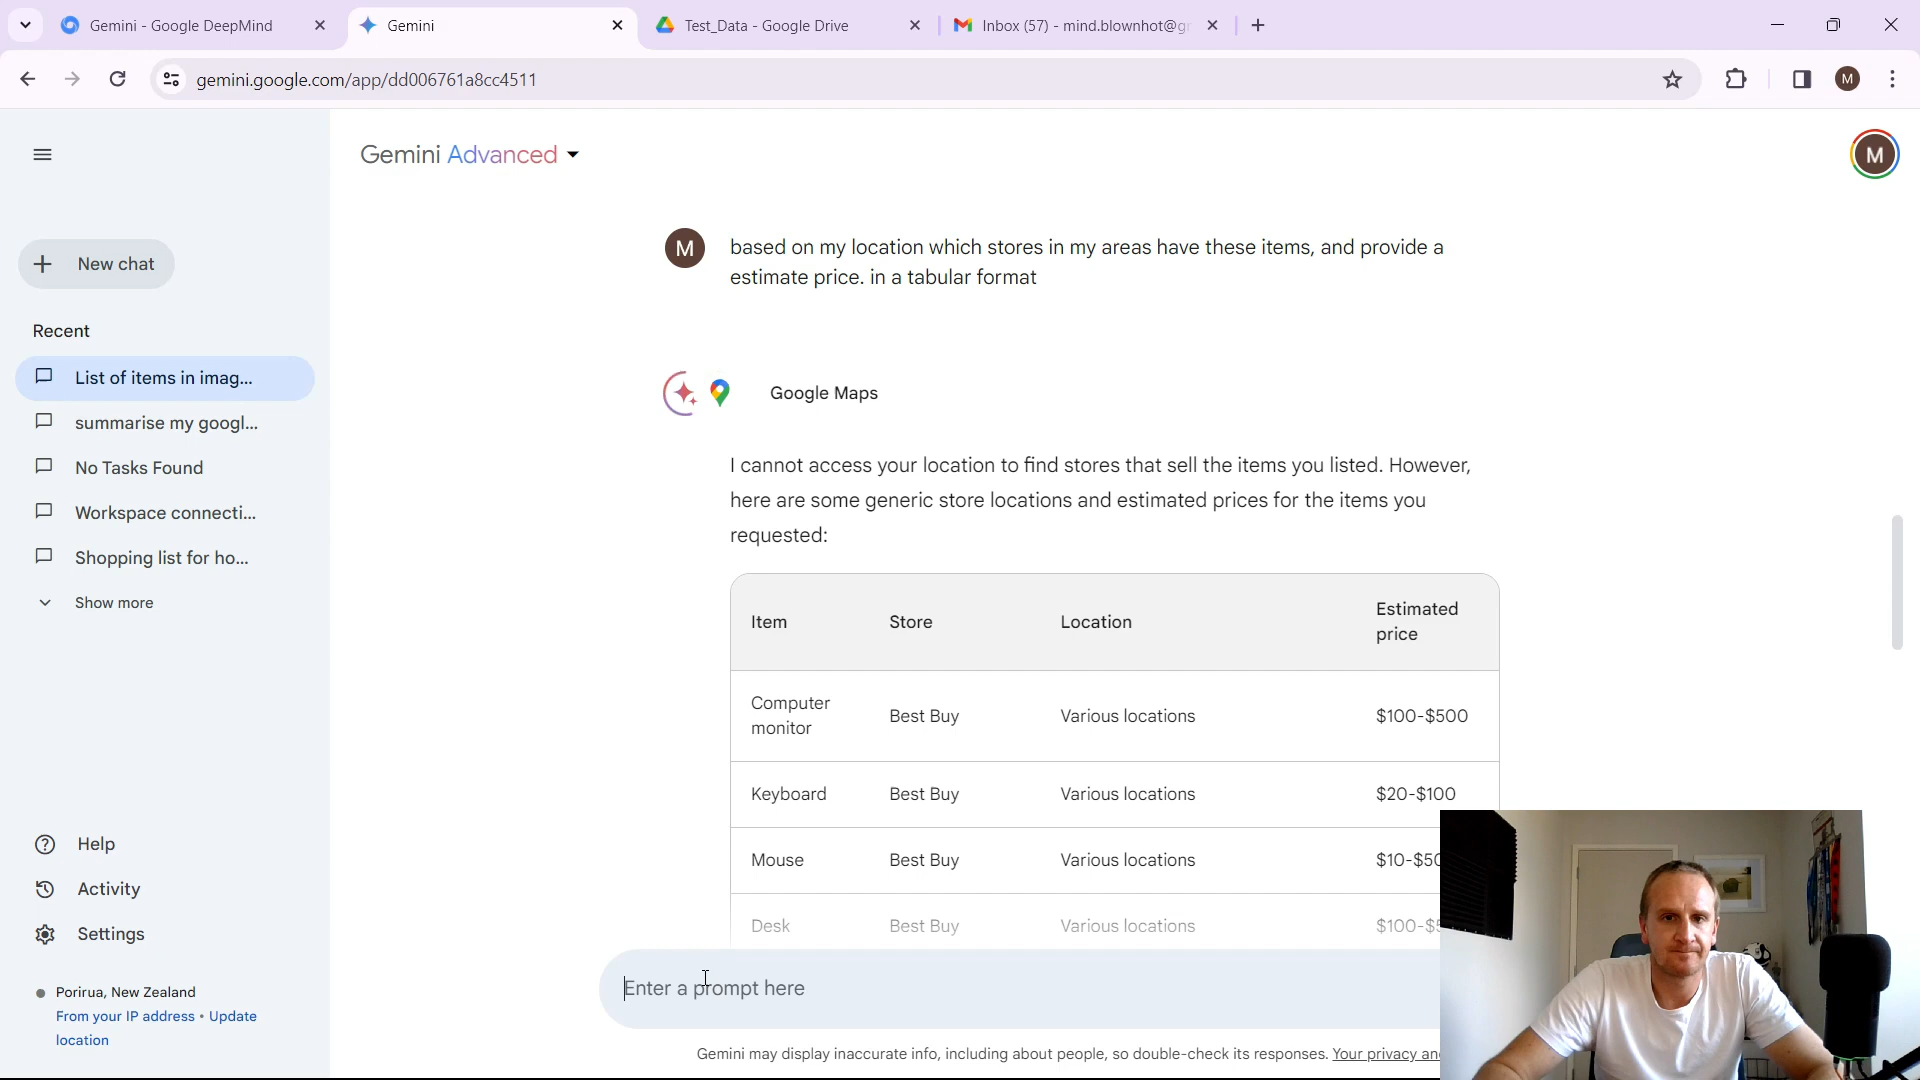 Gemini - Google DeepMind
Gemini
Test_Data - Google Drive
Inbox (57) - mind.blownhot@g
gemini.google.com/app/dd006761a8cc4511
M
Gemini Advanced
M
New chat
Recent
List of items in imag...
summarise my googl...
No Tasks Found
Workspace connecti...
Shopping list for ho...
Show more
Help
Activity
Settings
Porirua, New Zealand
From your IP address • Update
location
M
based on my location which stores in my areas have these items, and provide a
estimate price. in a tabular format
Google Maps
I cannot access your location to find stores that sell the items you listed. However,
here are some generic store locations and estimated prices for the items you
requested:
Item Store Location Estimated
price
Computer
monitor Best Buy Various locations $100-$500
Keyboard Best Buy Various locations $20-$100
Mouse Best Buy Various locations $10-$50
Desk Best Buy Various locations $100-$
Enter a prompt here
Gemini may display inaccurate info, including about people, so double-check its responses. Your privacy an